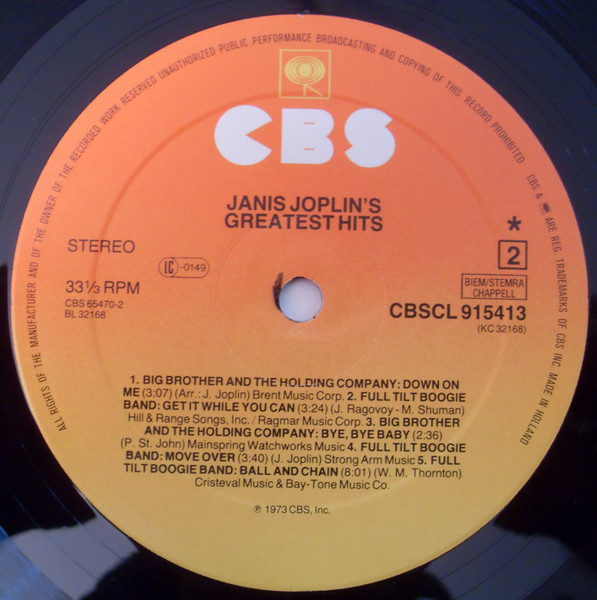 ALL RIGHTS OF THE MANUFACTURER AND OF THE OWNER OF THE RECORDED WORK RESERVED UNAUTHORIZED PUBLIC PERFORMANCE BROADCASTING AND COPYING OF THIS RECORD PROHIBITED
CBS & ARE REG. TRADEMARKS OF CBS INC. MADE IN HOLLAND
CBS
JANIS JOPLIN'S
GREATEST HITS
STEREO
*
2
LC-0149
33⅓ RPM
BIEM/STEMRA
CHAPPELL
CBS 65470-2
BL 32168
CBSCL 915413
(KC 32168)
1. BIG BROTHER AND THE HOLDING COMPANY: DOWN ON
ME (3:07) (Arr.: J. Joplin) Brent Music Corp. 2. FULL TILT BOOGIE
BAND: GET IT WHILE YOU CAN (3:24) (J. Ragovoy - M. Shuman)
Hill & Range Songs, Inc. / Ragmar Music Corp. 3. BIG BROTHER
AND THE HOLDING COMPANY: BYE, BYE BABY (2:36)
(P. St. John) Mainspring Watchworks Music 4. FULL TILT BOOGIE
BAND: MOVE OVER (3:40) (J. Joplin) Strong Arm Music 5. FULL
TILT BOOGIE BAND: BALL AND CHAIN (8:01) (W. M. Thornton)
Cristeval Music & Bay-Tone Music Co.
℗ 1973 CBS, Inc.